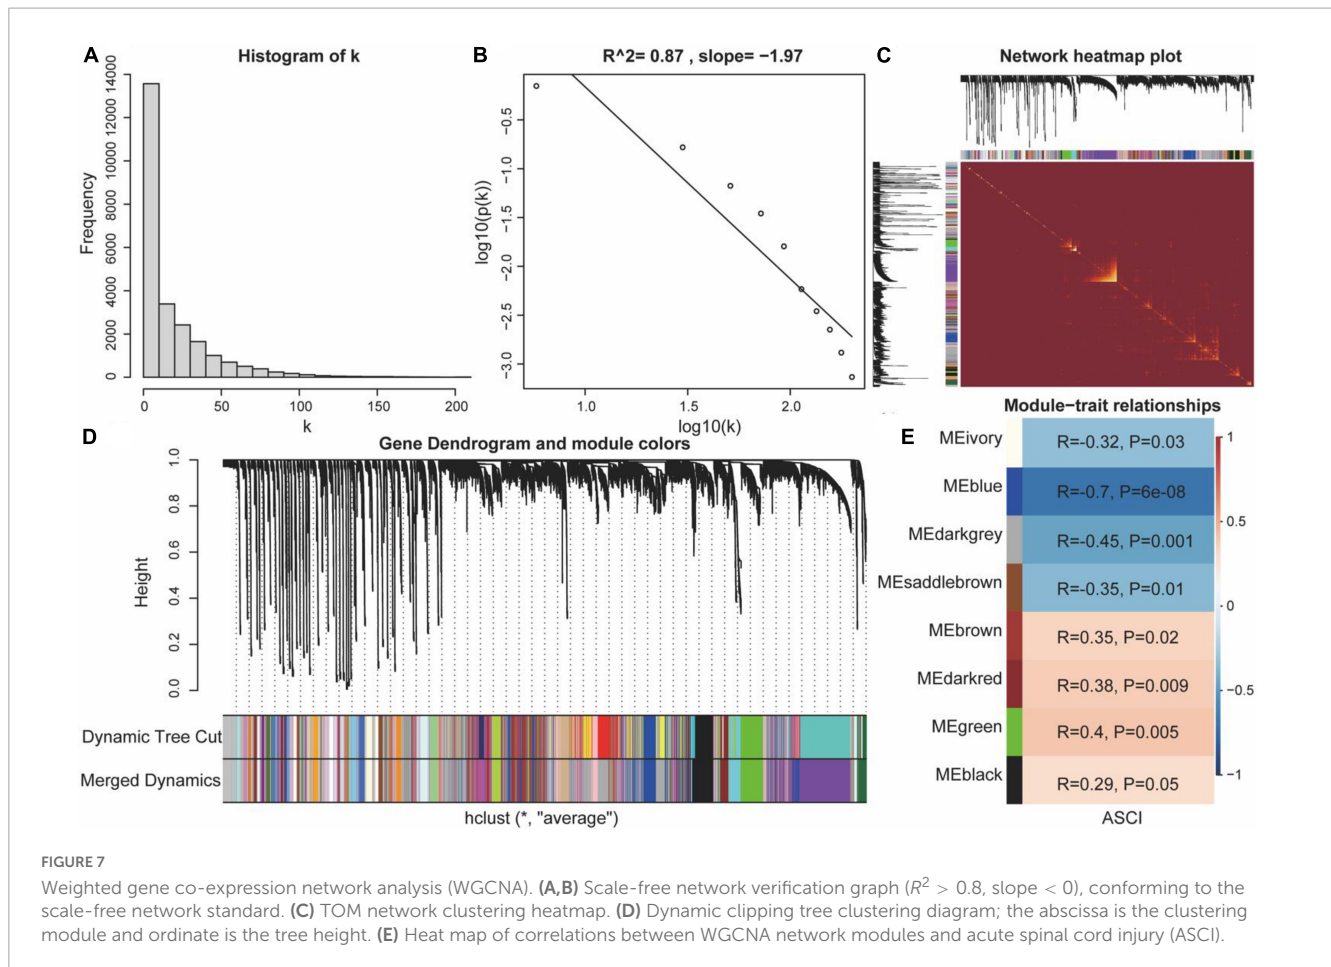 A
Histogram of k
Frequency
0
2000
4000
6000
8000
10000
12000
14000
0 50 100 150 200
k
B
R^2= 0.87 , slope= −1.97
log10(p(k))
−0.5
−1.0
−1.5
−2.0
−2.5
−3.0
1.0 1.5 2.0
log10(k)
C
Network heatmap plot
D
Gene Dendrogram and module colors
Height
1.0
0.8
0.6
0.4
0.2
0.0
Dynamic Tree Cut
Merged Dynamics
hclust (*, "average")
E
Module−trait relationships
MEivory R=-0.32, P=0.03
MEblue R=-0.7, P=6e-08
MEdarkgrey R=-0.45, P=0.001
MEsaddlebrown R=-0.35, P=0.01
MEbrown R=0.35, P=0.02
MEdarkred R=0.38, P=0.009
MEgreen R=0.4, P=0.005
MEblack R=0.29, P=0.05
1
0.5
0
−0.5
−1
ASCI
FIGURE 7
Weighted gene co-expression network analysis (WGCNA). (A,B) Scale-free network verification graph (R² > 0.8, slope < 0), conforming to the
scale-free network standard. (C) TOM network clustering heatmap. (D) Dynamic clipping tree clustering diagram; the abscissa is the clustering
module and ordinate is the tree height. (E) Heat map of correlations between WGCNA network modules and acute spinal cord injury (ASCI).